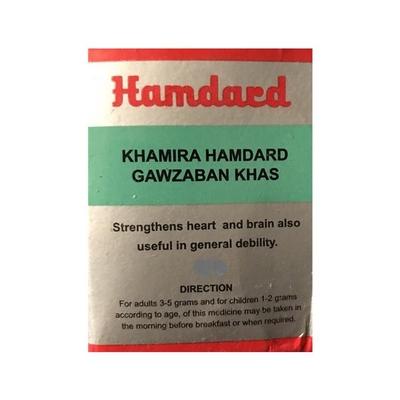 Hamdard
KHAMIRA HAMDARD
GAWZABAN KHAS
Strengthens heart and brain also
useful in general debility.
DIRECTION
For adults 3-5 grams and for children 1-2 grams
according to age, of this medicine may be taken in
the morning before breakfast or when required.